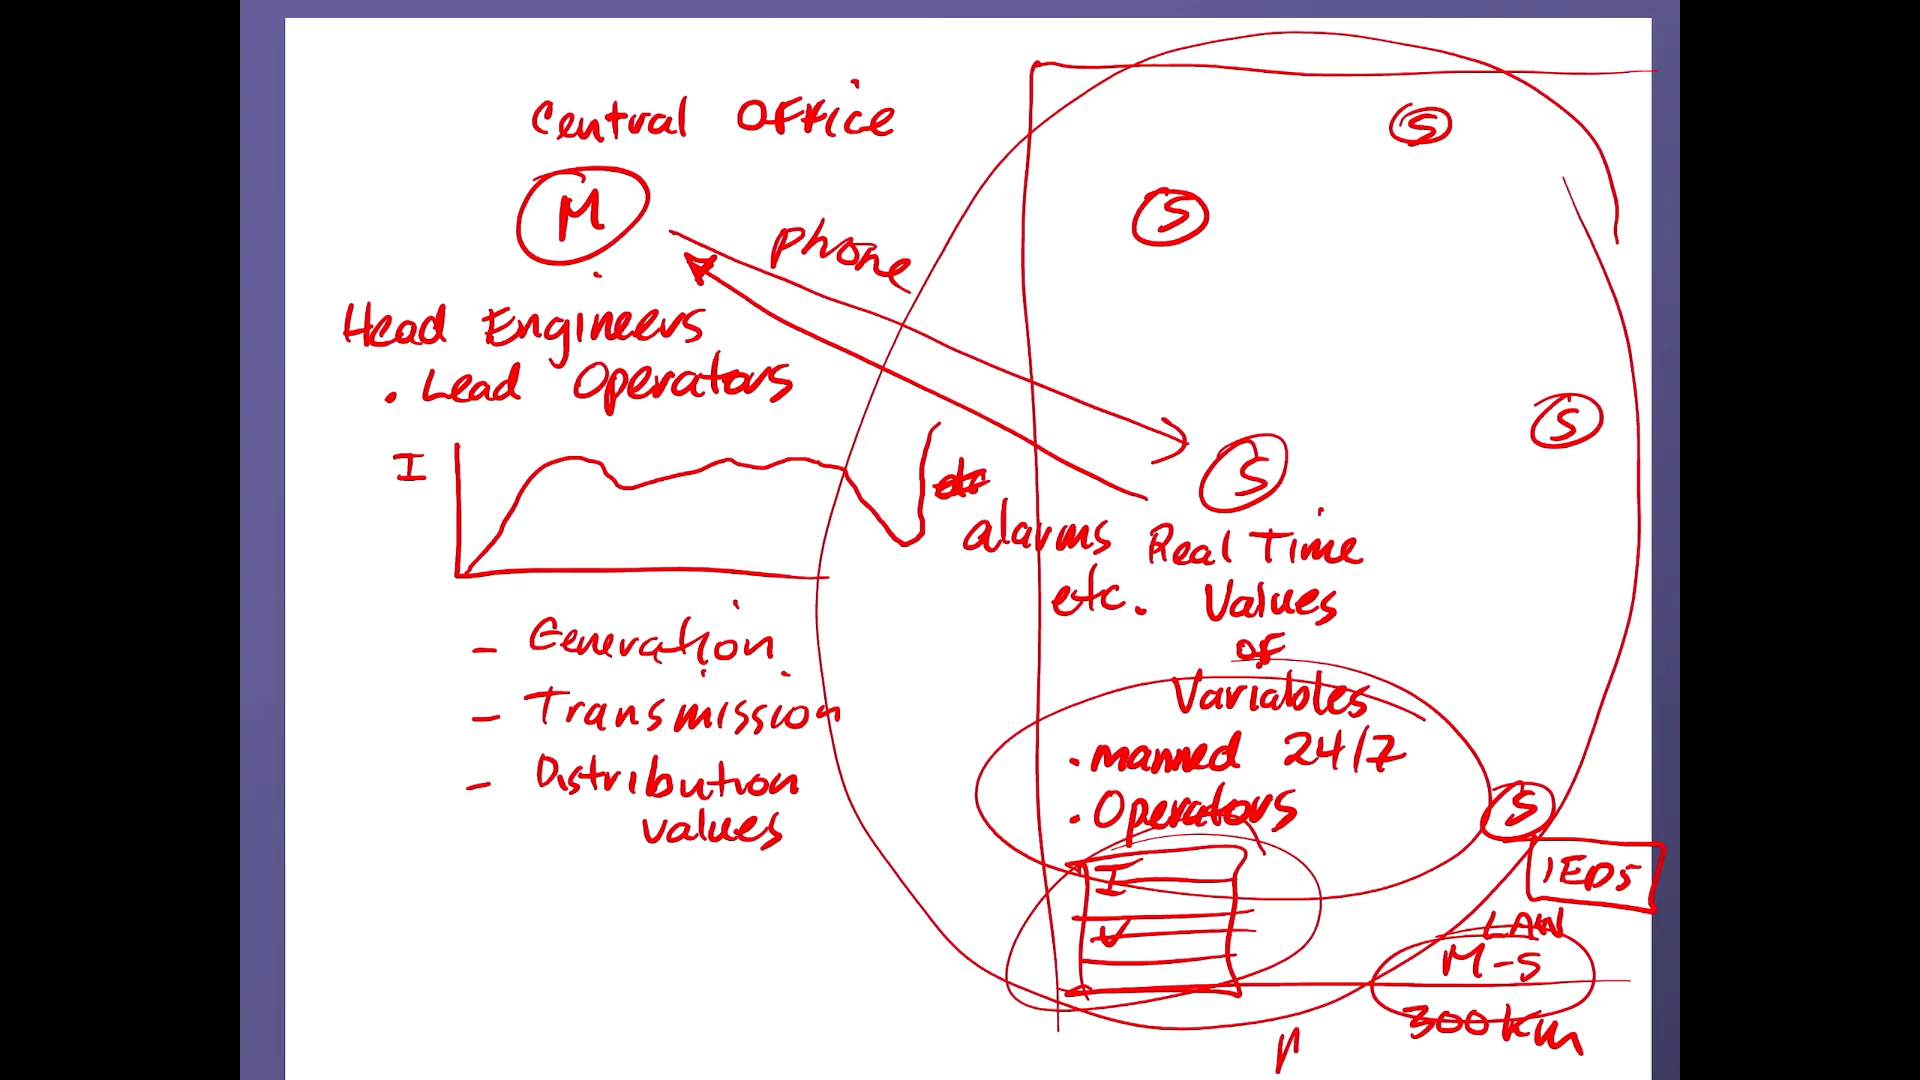 Central Office
M
Head Engineers
. Lead Operators
phone
I
- Generation
- Transmission
- Distribution
values
S
S
S
S
etc
alarms
etc.
Real Time
Values
of
Variables
. manned 24/7
. Operators
I
V
S
IEDS
LAN
M-S
300km